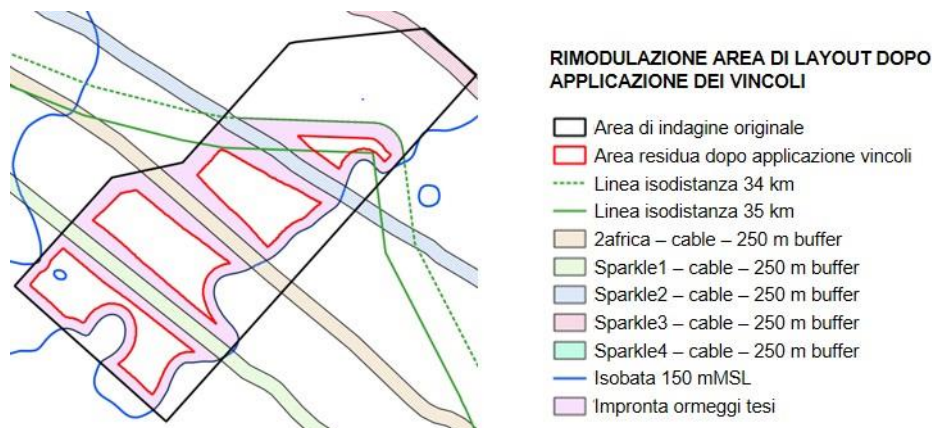 RIMODULAZIONE AREA DI LAYOUT DOPO
APPLICAZIONE DEI VINCOLI
Area di indagine originale
Area residua dopo applicazione vincoli
Linea isodistanza 34 km
Linea isodistanza 35 km
2africa – cable – 250 m buffer
Sparkle1 – cable – 250 m buffer
Sparkle2 – cable – 250 m buffer
Sparkle3 – cable – 250 m buffer
Sparkle4 – cable – 250 m buffer
Isobata 150 mMSL
Impronta ormeggi tesi